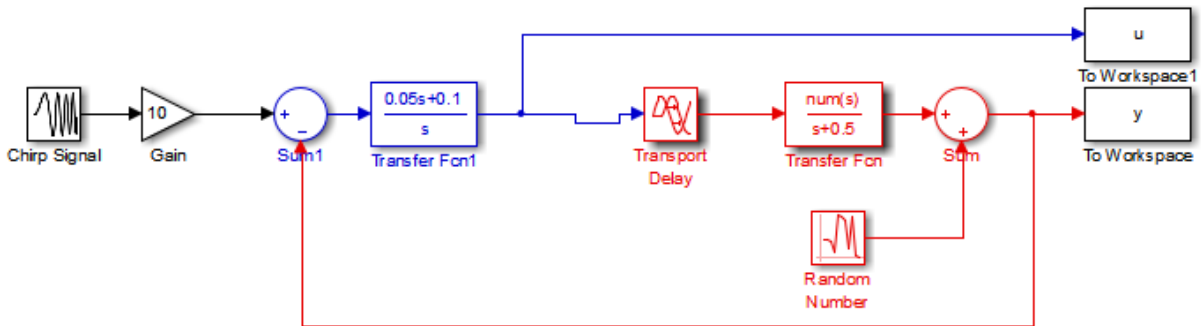 u
To Workspace1
Chirp Signal
10
Gain
+
−
Sum1
0.05s+0.1
s
Transfer Fcn1
Transport
Delay
num(s)
s+0.5
Transfer Fcn
+
+
Sum
y
To Workspace
Random
Number